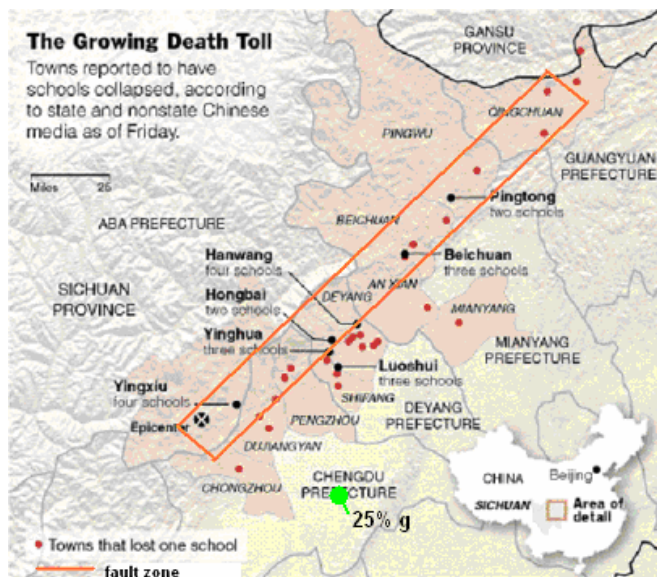 The Growing Death Toll
Towns reported to have
schools collapsed, according
to state and nonstate Chinese
media as of Friday.
Miles 25
GANSU
PROVINCE
QINGCHUAN
PINGWU
GUANGYUAN
PREFECTURE
Pingtong
two schools
ABA PREFECTURE
BEICHUAN
Hanwang
four schools
Beichuan
three schools
AN XIAN
DEYANG
SICHUAN
PROVINCE
Hongbai
two schools
MIANYANG
Yinghua
three schools
MIANYANG
PREFECTURE
Luoshui
three schools
Yingxiu
four schools
SHIFANG
DEYANG
PREFECTURE
Epicenter
PENGZHOU
DUJIANGYAN
CHONGZHOU
CHENGDU
PREFECTURE
25% g
CHINA
Beijing
SICHUAN
Area of
detail
Towns that lost one school
fault zone